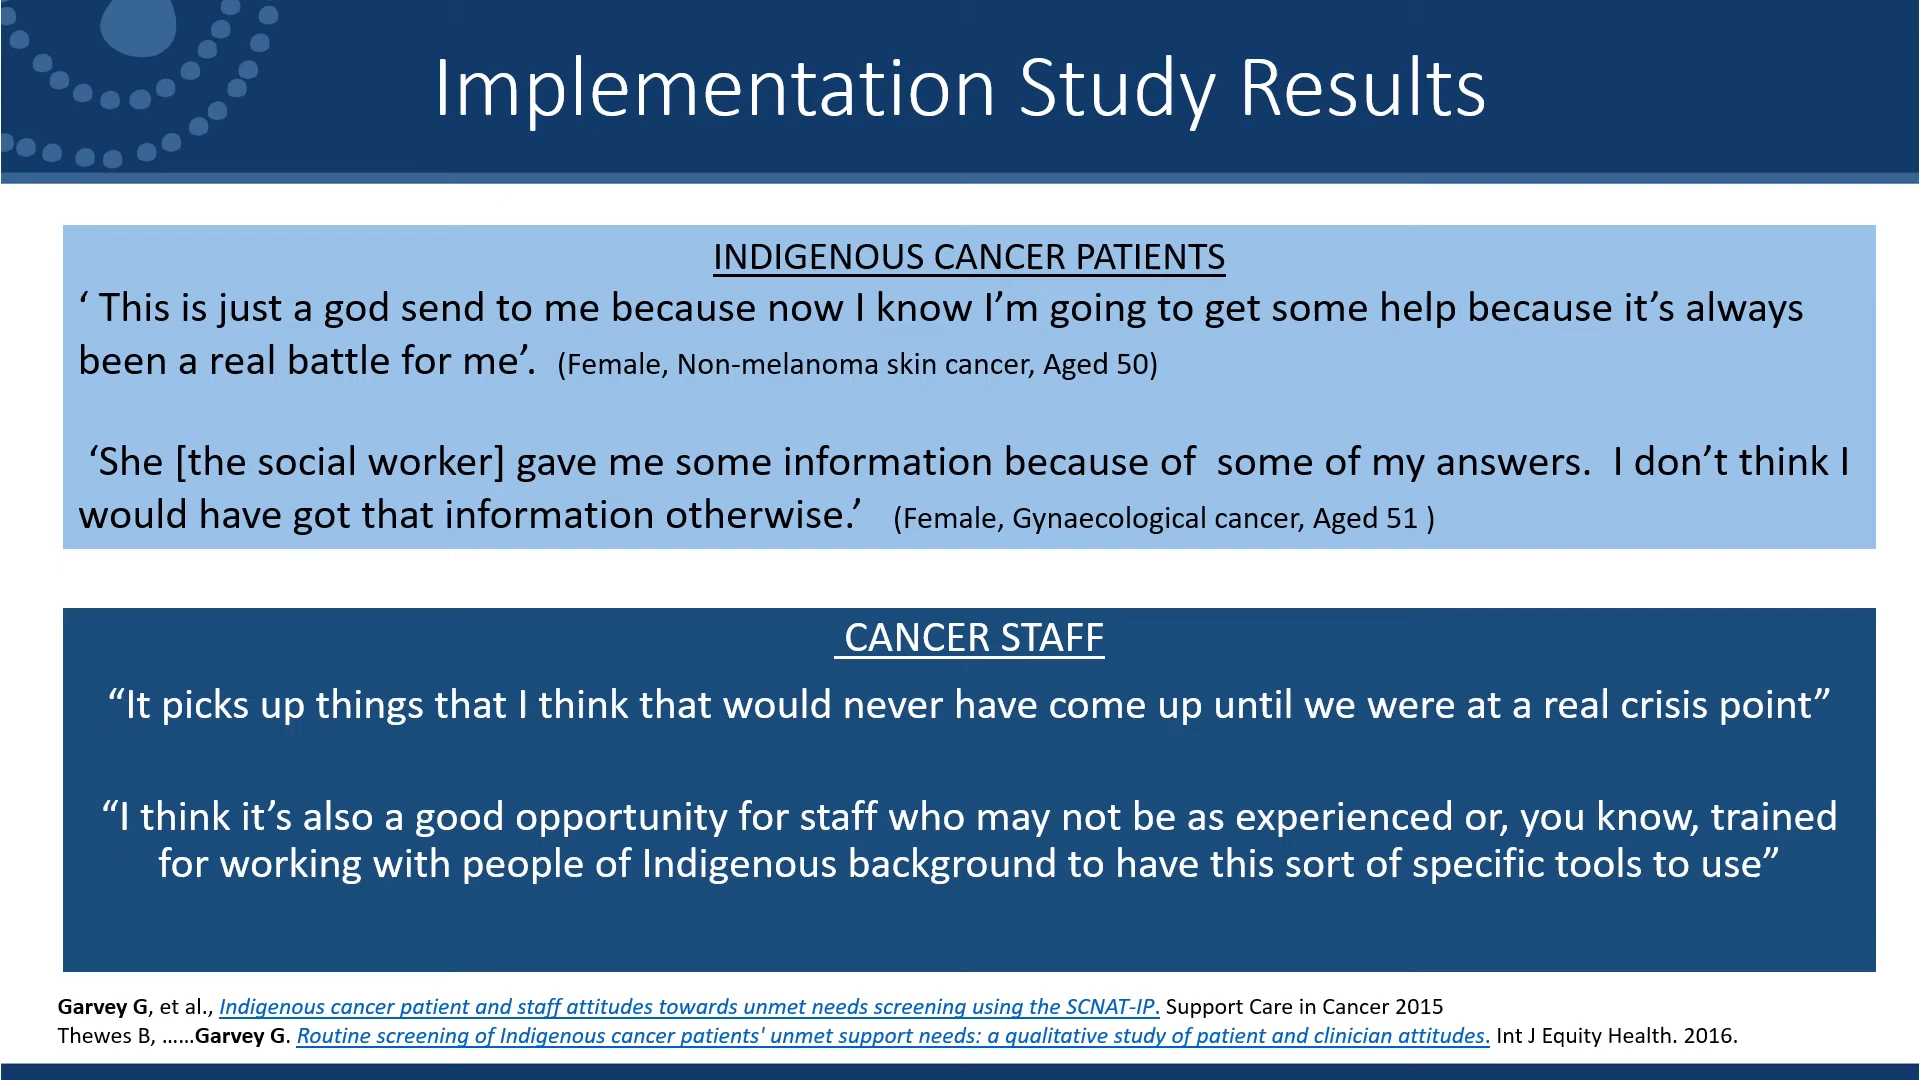 Implementation Study Results
INDIGENOUS CANCER PATIENTS
‘ This is just a god send to me because now I know I’m going to get some help because it’s always
been a real battle for me’.  (Female, Non-melanoma skin cancer, Aged 50)
‘She [the social worker] gave me some information because of  some of my answers.  I don’t think I
would have got that information otherwise.’  (Female, Gynaecological cancer, Aged 51 )
CANCER STAFF
“It picks up things that I think that would never have come up until we were at a real crisis point”
“I think it’s also a good opportunity for staff who may not be as experienced or, you know, trained
for working with people of Indigenous background to have this sort of specific tools to use”
Garvey G, et al., Indigenous cancer patient and staff attitudes towards unmet needs screening using the SCNAT-IP. Support Care in Cancer 2015
Thewes B, ......Garvey G. Routine screening of Indigenous cancer patients' unmet support needs: a qualitative study of patient and clinician attitudes. Int J Equity Health. 2016.